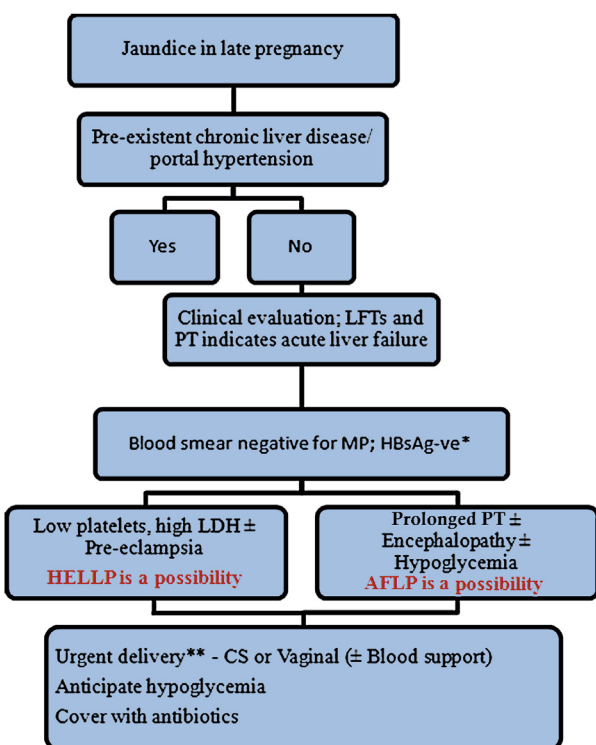 Jaundice in late pregnancy
Pre-existent chronic liver disease/
portal hypertension
Yes
No
Clinical evaluation; LFTs and
PT indicates acute liver failure
Blood smear negative for MP; HBsAg-ve*
Low platelets, high LDH ±
Pre-eclampsia
HELLP is a possibility
Prolonged PT ±
Encephalopathy ±
Hypoglycemia
AFLP is a possibility
Urgent delivery** - CS or Vaginal (± Blood support)
Anticipate hypoglycemia
Cover with antibiotics